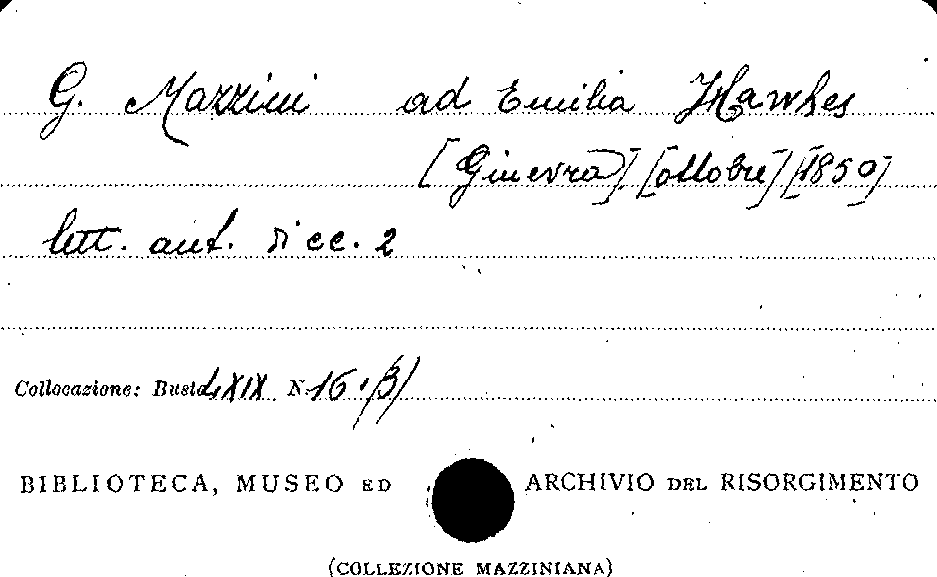 G. Mazzini ad Emilia Hawkes
[Ginevra] [ottobre] [1850]
lett. aut. di cc. 2
Collocazione: Busta LXIX N. 16./3/
BIBLIOTECA, MUSEO ED ARCHIVIO DEL RISORGIMENTO
(COLLEZIONE MAZZINIANA)